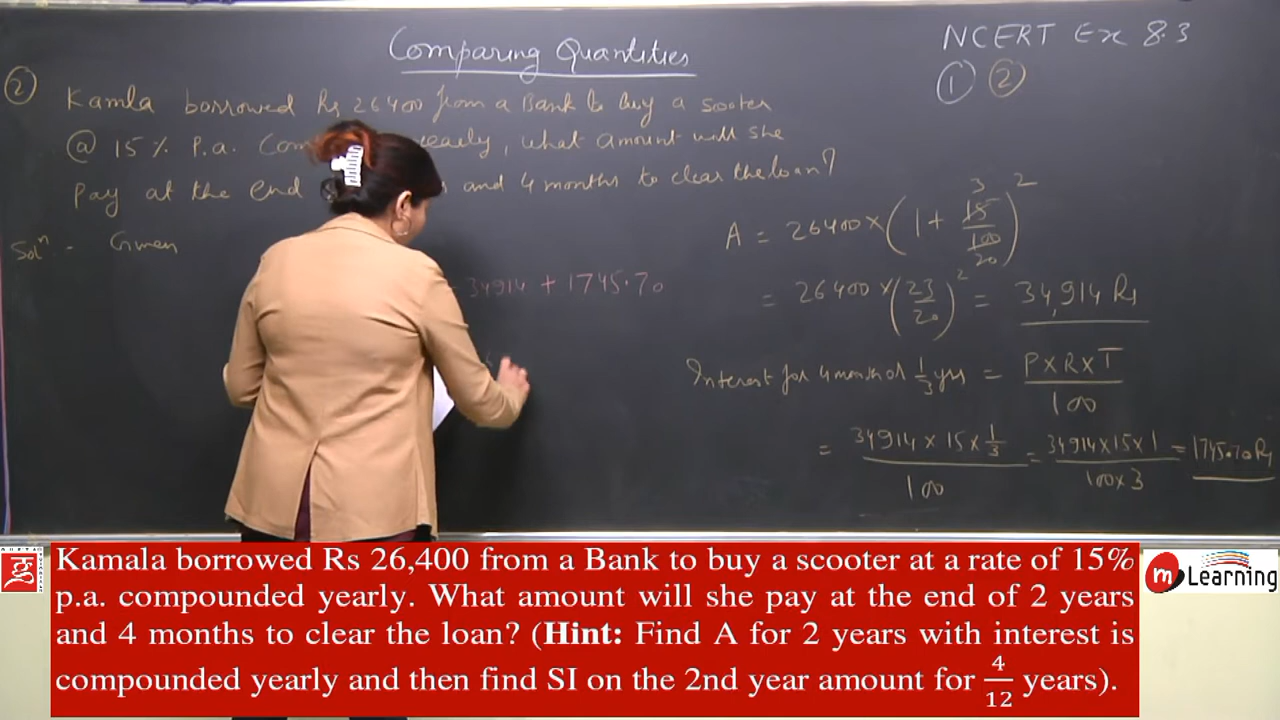 Comparing Quantities
NCERT Ex 8.3
① ②
② Kamla borrowed Rs 26400 from a Bank to buy a scooter
@ 15% P.a. Com early, what amount will she
Pay at the end and 4 months to clear the loan?
Solⁿ - Given
34914 + 1745.70
A = 26400 × (1 + 15/100)² 3 20
= 26400 × (23/20)² = 34,914 Rs
Interest for 4 month or 1/3 yrs = P×R×T/100
= 34914 × 15 × 1/3 / 100 = 34914×15×1 / 100×3 = 1745.70 Rs
Kamala borrowed Rs 26,400 from a Bank to buy a scooter at a rate of 15%
p.a. compounded yearly. What amount will she pay at the end of 2 years
and 4 months to clear the loan? (Hint: Find A for 2 years with interest is
compounded yearly and then find SI on the 2nd year amount for 4/12 years).
m Learning